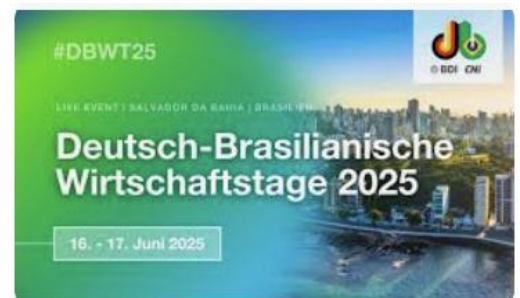 #DBWT25
© BDI CNI
LIVE EVENT | SALVADOR DA BAHIA | BRASILIEN
Deutsch-Brasilianische
Wirtschaftstage 2025
16. - 17. Juni 2025